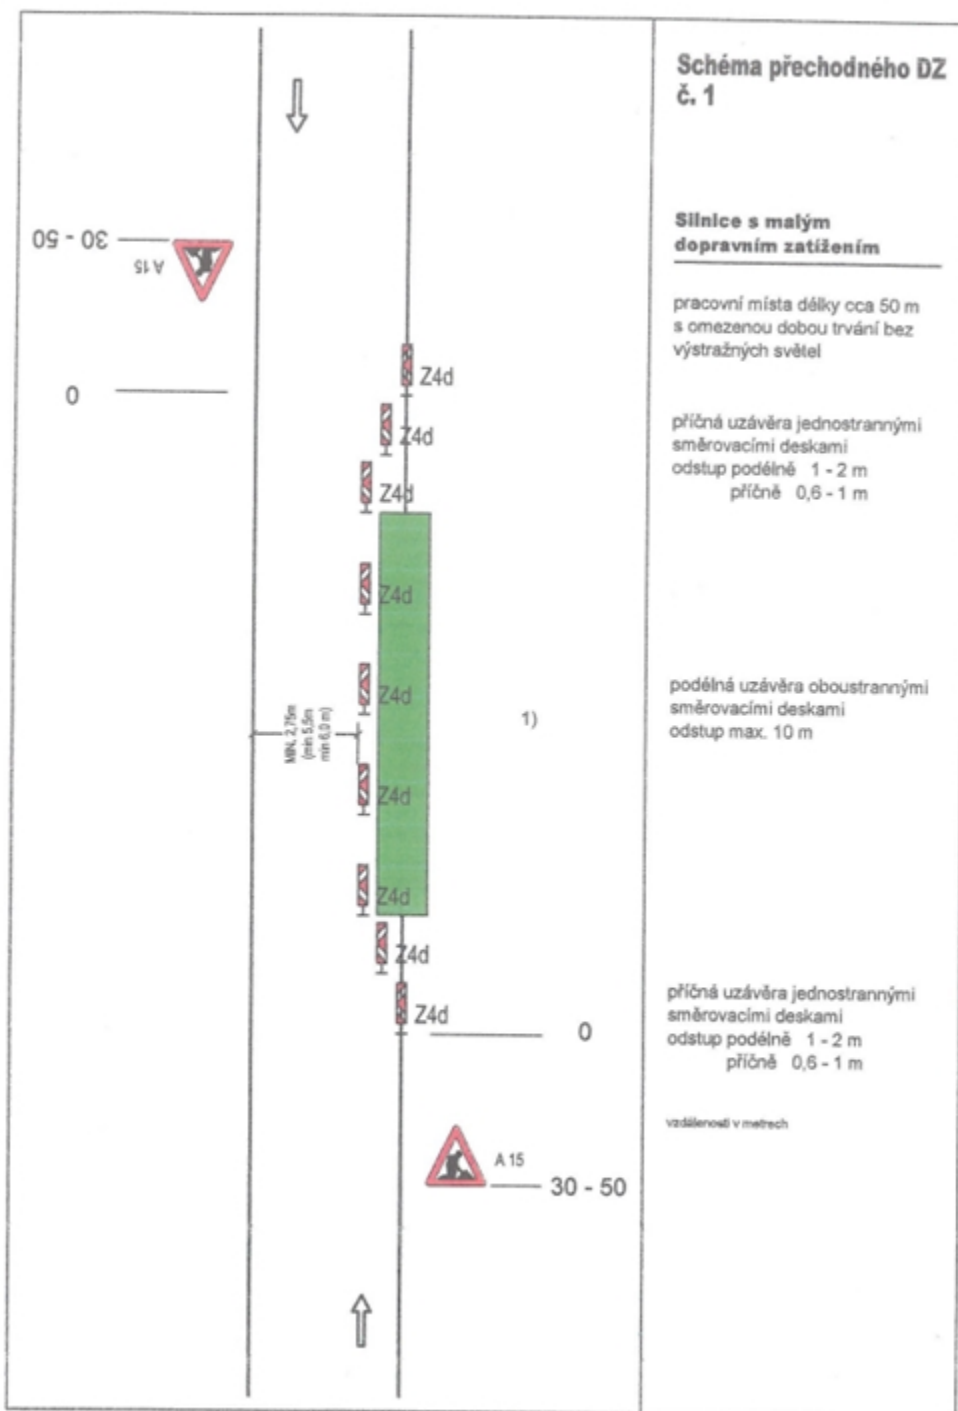 Schéma přechodného DZ
č. 1
Silnice s malým
dopravním zatížením
pracovní místa délky cca 50 m
s omezenou dobou trvání bez
výstražných světel
příčná uzávěra jednostrannými
směrovacími deskami
odstup podélně 1 - 2 m
příčně 0,6 - 1 m
podélná uzávěra oboustrannými
směrovacími deskami
odstup max. 10 m
příčná uzávěra jednostrannými
směrovacími deskami
odstup podélně 1 - 2 m
příčně 0,6 - 1 m
vzdálenosti v metrech
30 - 50
A 15
0
Z4d
Z4d
Z4d
Z4d
Z4d
MIN. 2,75m
(min 5,5m
min 6,0 m)
1)
Z4d
Z4d
Z4d
Z4d
0
A 15
30 - 50